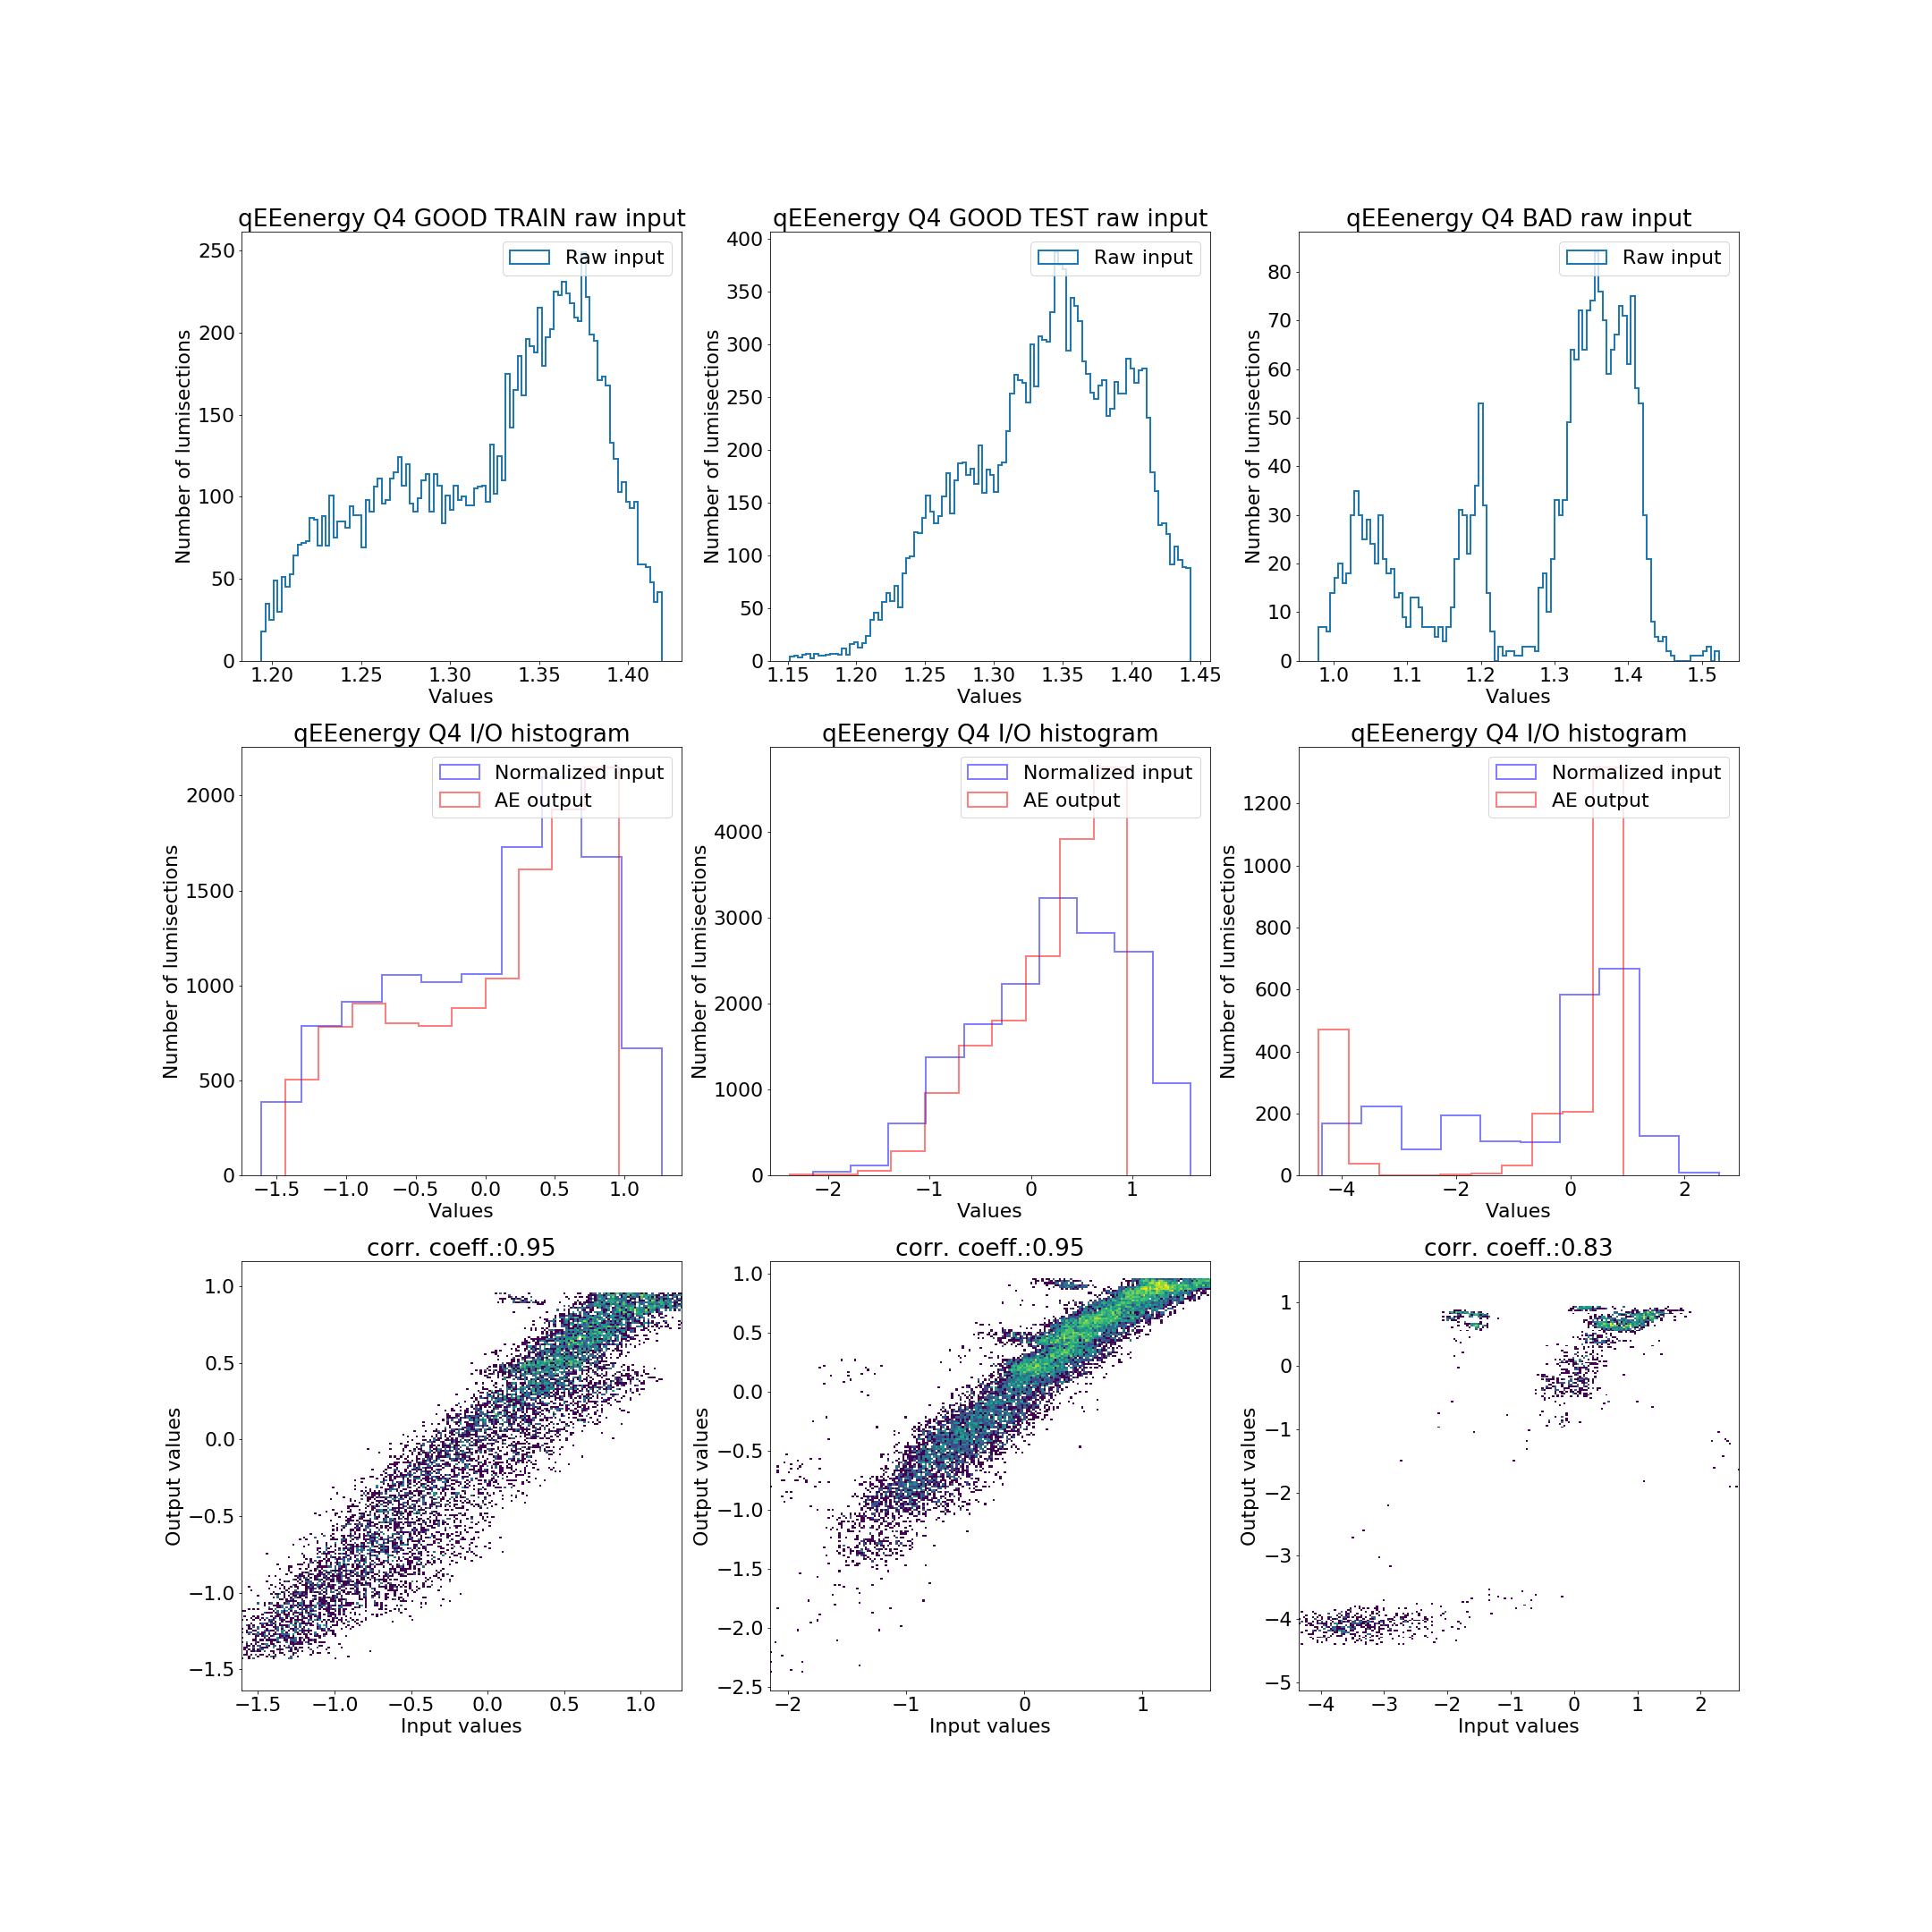 qEEenergy Q4 GOOD TRAIN raw input
Raw input
Number of lumisections
250
200
150
100
50
0
1.20 1.25 1.30 1.35 1.40
Values
qEEenergy Q4 GOOD TEST raw input
Raw input
Number of lumisections
400
350
300
250
200
150
100
50
0
1.15 1.20 1.25 1.30 1.35 1.40 1.45
Values
qEEenergy Q4 BAD raw input
Raw input
Number of lumisections
80
70
60
50
40
30
20
10
0
1.0 1.1 1.2 1.3 1.4 1.5
Values
qEEenergy Q4 I/O histogram
Normalized input
AE output
Number of lumisections
2000
1500
1000
500
0
−1.5 −1.0 −0.5 0.0 0.5 1.0
Values
qEEenergy Q4 I/O histogram
Normalized input
AE output
Number of lumisections
4000
3000
2000
1000
0
−2 −1 0 1
Values
qEEenergy Q4 I/O histogram
Normalized input
AE output
Number of lumisections
1200
1000
800
600
400
200
0
−4 −2 0 2
Values
corr. coeff.:0.95
Output values
1.0
0.5
0.0
−0.5
−1.0
−1.5
−1.5 −1.0 −0.5 0.0 0.5 1.0
Input values
corr. coeff.:0.95
Output values
1.0
0.5
0.0
−0.5
−1.0
−1.5
−2.0
−2.5
−2 −1 0 1
Input values
corr. coeff.:0.83
Output values
1
0
−1
−2
−3
−4
−5
−4 −3 −2 −1 0 1 2
Input values